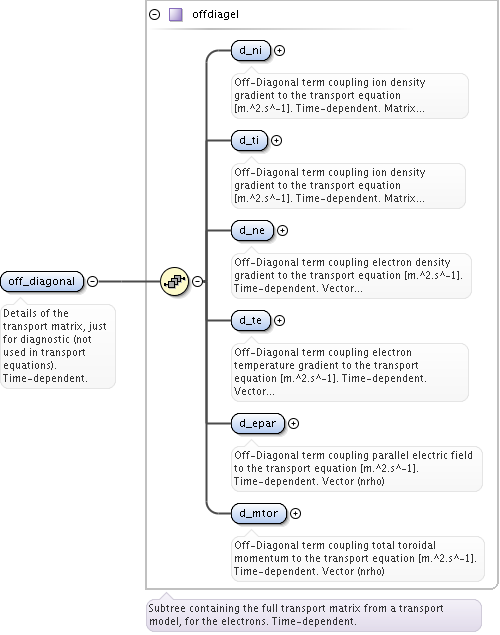 offdiagel
d_ni
Off-Diagonal term coupling ion density
gradient to the transport equation
[m.^2.s^-1]. Time-dependent. Matrix...
d_ti
Off-Diagonal term coupling ion density
gradient to the transport equation
[m.^2.s^-1]. Time-dependent. Matrix...
d_ne
Off-Diagonal term coupling electron density
gradient to the transport equation [m.^2.s^-1].
Time-dependent. Vector...
off_diagonal
Details of the
transport matrix, just
for diagnostic (not
used in transport
equations).
Time-dependent.
d_te
Off-Diagonal term coupling electron
temperature gradient to the transport
equation [m.^2.s^-1]. Time-dependent.
Vector...
d_epar
Off-Diagonal term coupling parallel electric field
to the transport equation [m.^2.s^-1].
Time-dependent. Vector (nrho)
d_mtor
Off-Diagonal term coupling total toroidal
momentum to the transport equation [m.^2.s^-1].
Time-dependent. Vector (nrho)
Subtree containing the full transport matrix from a transport
model, for the electrons. Time-dependent.